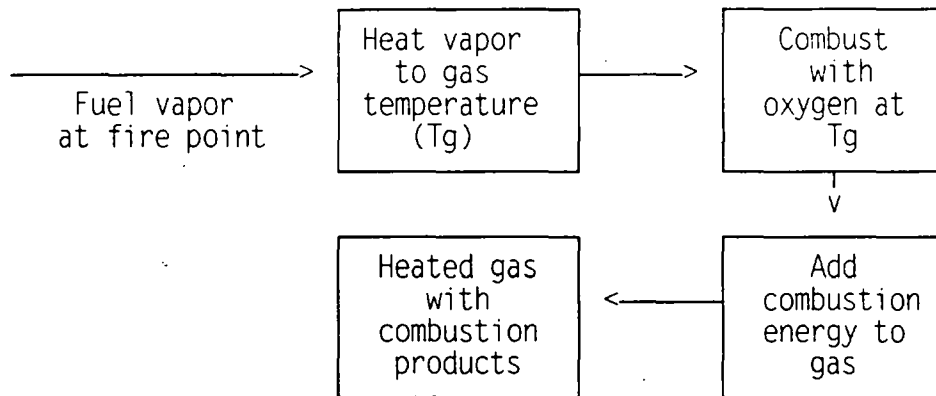 Fuel vapor
at fire point
Heat vapor
to gas
temperature
(Tg)
Combust
with
oxygen at
Tg
Add
combustion
energy to
gas
Heated gas
with
combustion
products